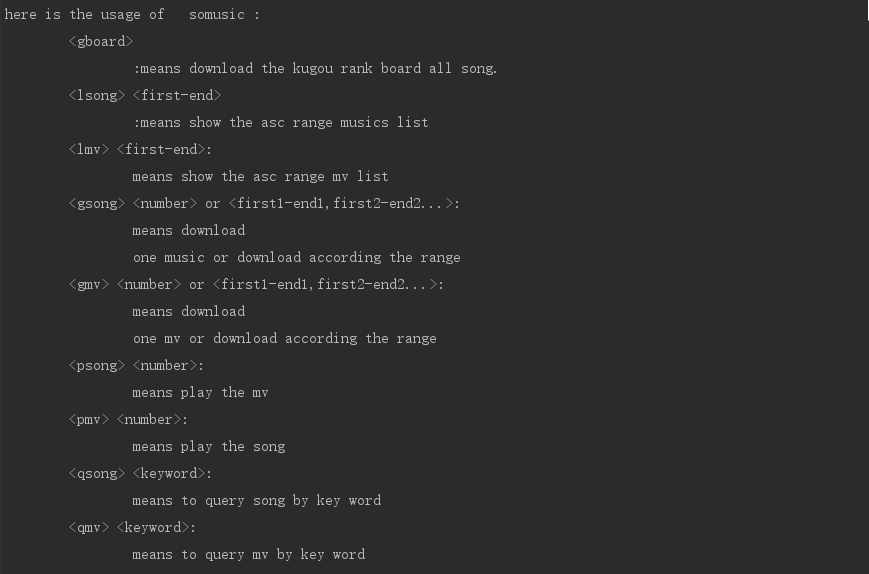 here is the usage of   somusic :
<gboard>
:means download the kugou rank board all song.
<lsong> <first-end>
:means show the asc range musics list
<lmv> <first-end>:
means show the asc range mv list
<gsong> <number> or <first1-end1,first2-end2...>:
means download
one music or download according the range
<gmv> <number> or <first1-end1,first2-end2...>:
means download
one mv or download according the range
<psong> <number>:
means play the mv
<pmv> <number>:
means play the song
<qsong> <keyword>:
means to query song by key word
<qmv> <keyword>:
means to query mv by key word